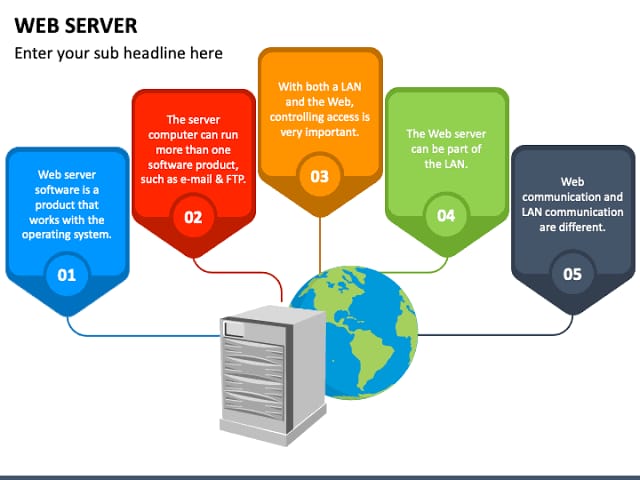 WEB SERVER
Enter your sub headline here
Web server
software is a
product that
works with the
operating system.
01
The server
computer can run
more than one
software product,
such as e-mail & FTP.
02
With both a LAN
and the Web,
controlling access is
very important.
03
The Web server
can be part of
the LAN.
04
Web
communication and
LAN communication
are different.
05